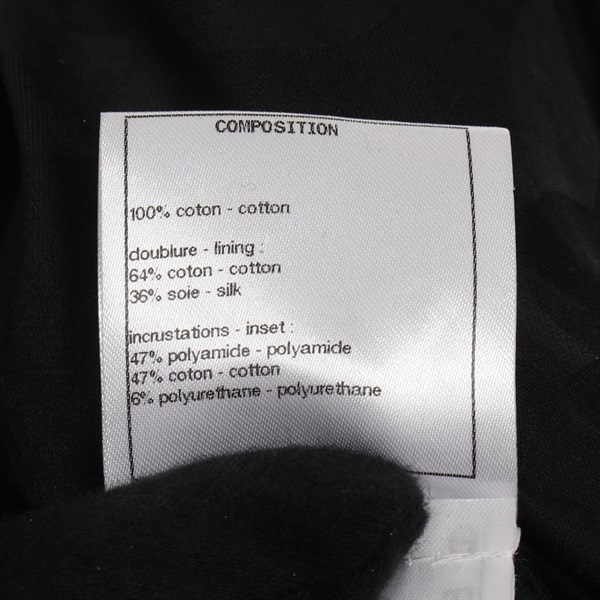 COMPOSITION
100% coton - cotton
doublure - lining :
64% coton - cotton
36% soie - silk
incrustations - inset :
47% polyamide - polyamide
47% coton - cotton
6% polyurethane - polyurethane